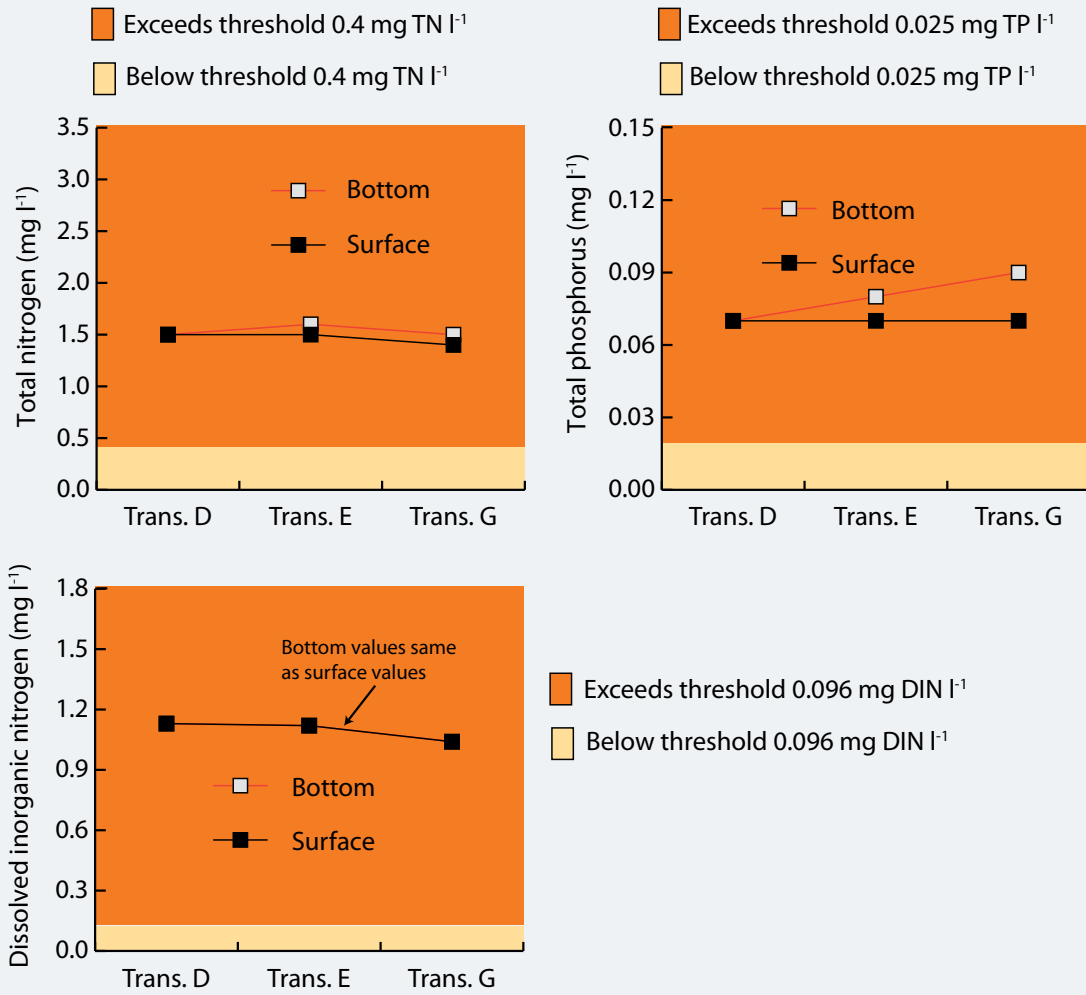 Exceeds threshold 0.4 mg TN l-1
Below threshold 0.4 mg TN l-1
Total nitrogen (mg l-1)
3.5
3.0
2.5
2.0
1.5
1.0
0.5
0.0
Bottom
Surface
Trans. D
Trans. E
Trans. G
Exceeds threshold 0.025 mg TP l-1
Below threshold 0.025 mg TP l-1
Total phosphorus (mg l-1)
0.15
0.12
0.09
0.06
0.03
0.00
Bottom
Surface
Trans. D
Trans. E
Trans. G
Dissolved inorganic nitrogen (mg l-1)
1.8
1.5
1.2
0.9
0.6
0.3
0.0
Bottom values same
as surface values
Bottom
Surface
Trans. D
Trans. E
Trans. G
Exceeds threshold 0.096 mg DIN l-1
Below threshold 0.096 mg DIN l-1